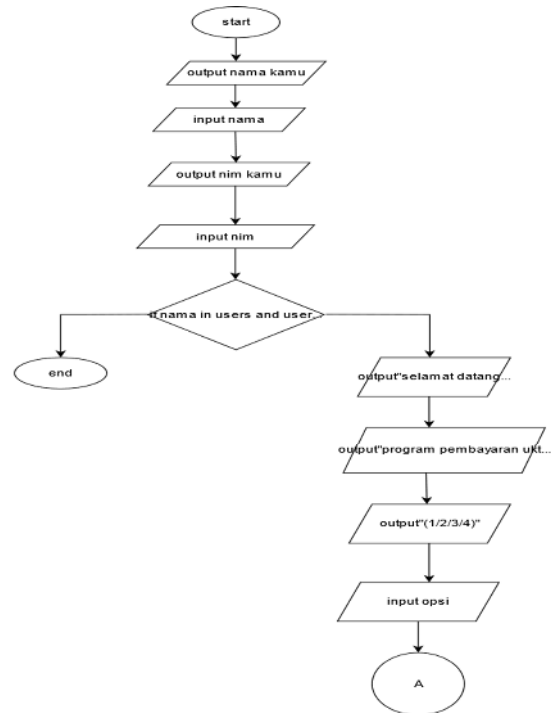 start
output nama kamu
input nama
output nim kamu
input nim
if nama in users and user...
end
output"selamat datang...
output"program pembayaran ukt...
output"(1/2/3/4)"
input opsi
A